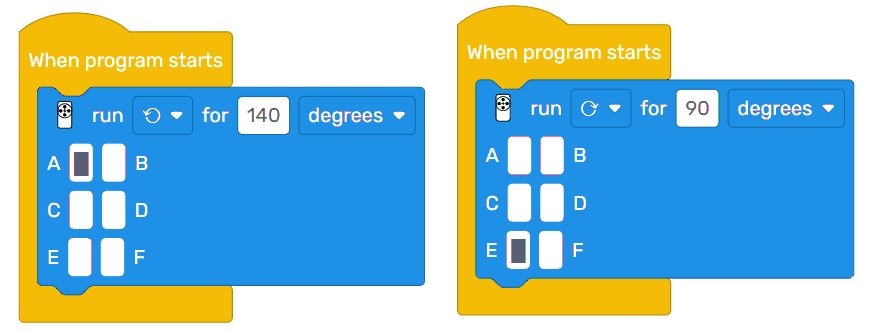 When program starts
run for 140 degrees
A B
C D
E F
When program starts
run for 90 degrees
A B
C D
E F